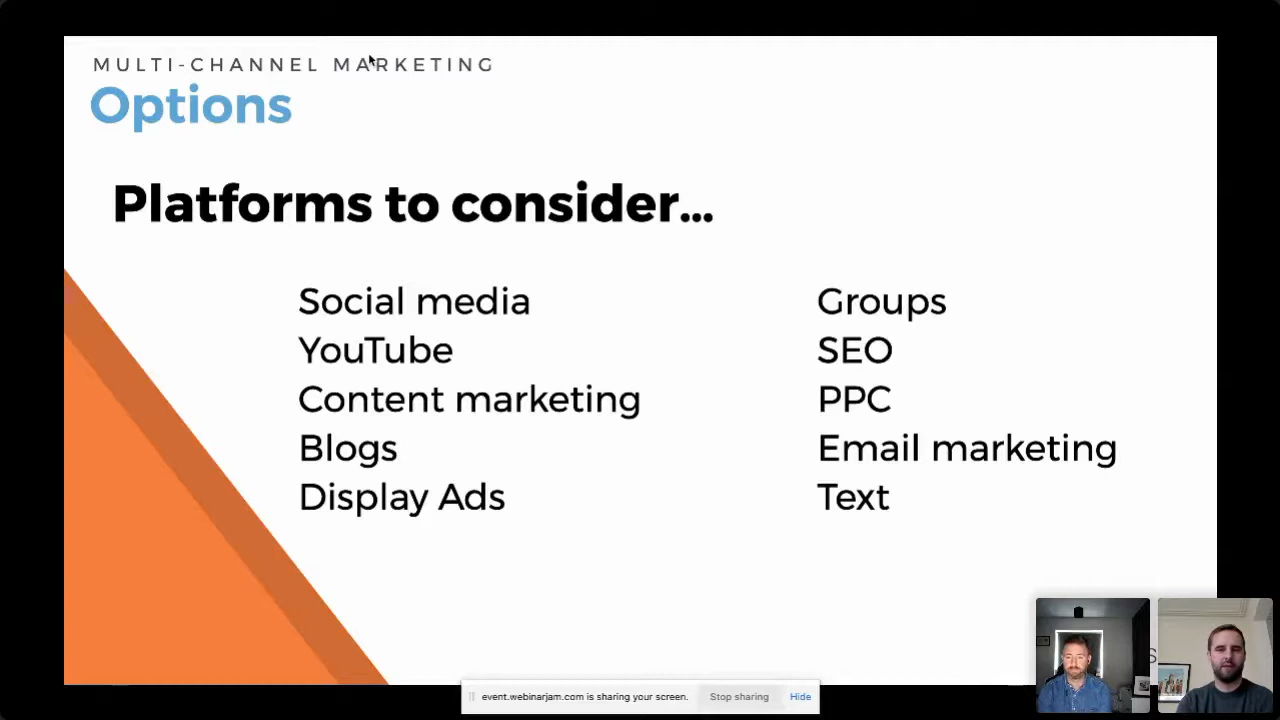 MULTI-CHANNEL MARKETING
Options
Platforms to consider...
Social media
YouTube
Content marketing
Blogs
Display Ads
Groups
SEO
PPC
Email marketing
Text
event.webinarjam.com is sharing your screen. Stop sharing Hide